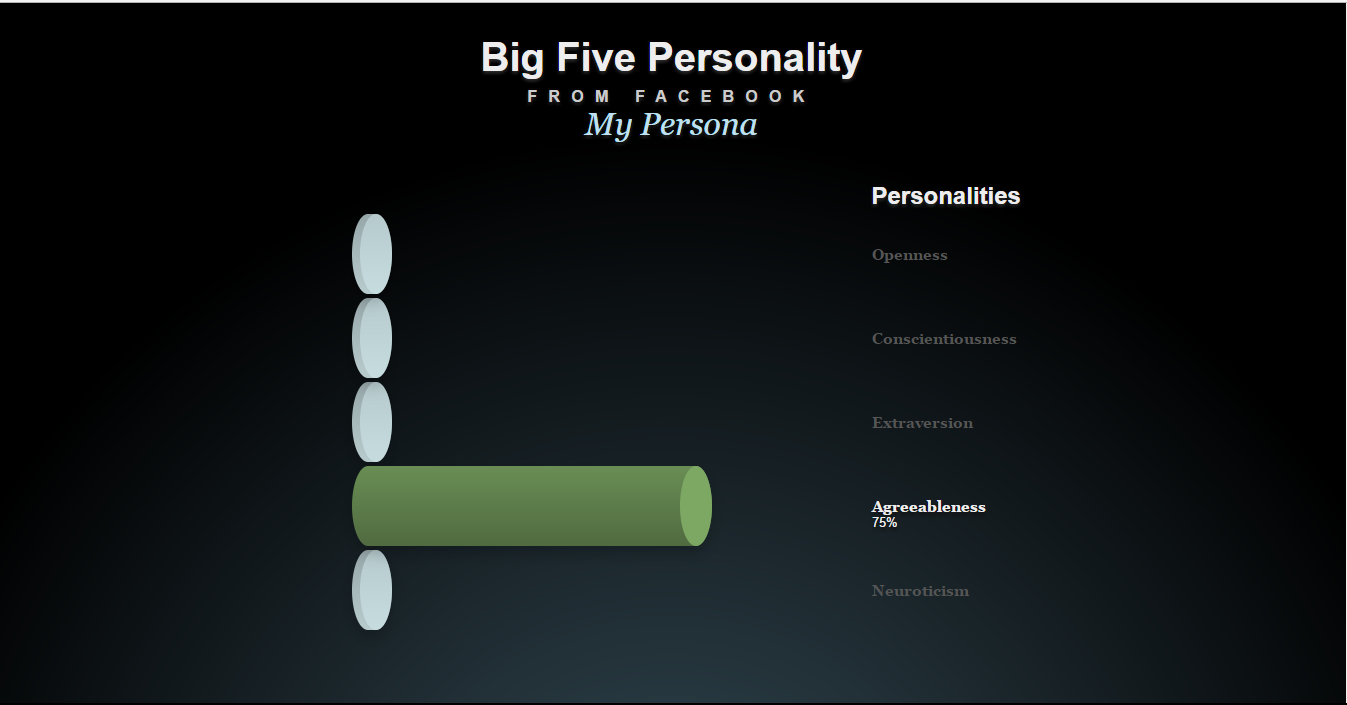 Big Five Personality
FROM FACEBOOK
My Persona
Personalities
Openness
Conscientiousness
Extraversion
Agreeableness
75%
Neuroticism